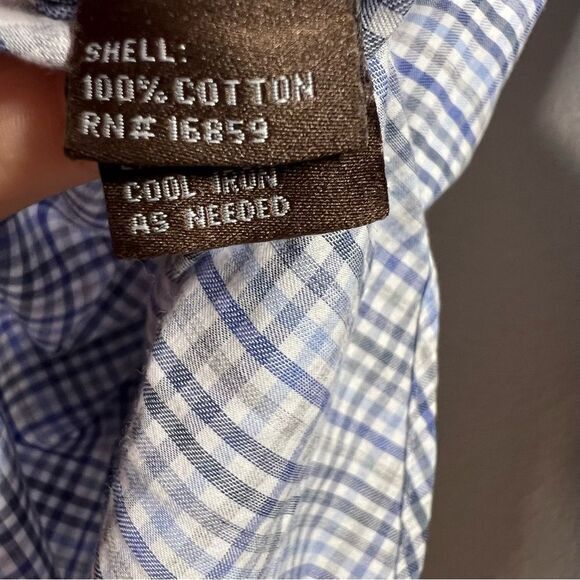 SHELL:
100% COTTON
RN# 16859
COOL IRON
AS NEEDED